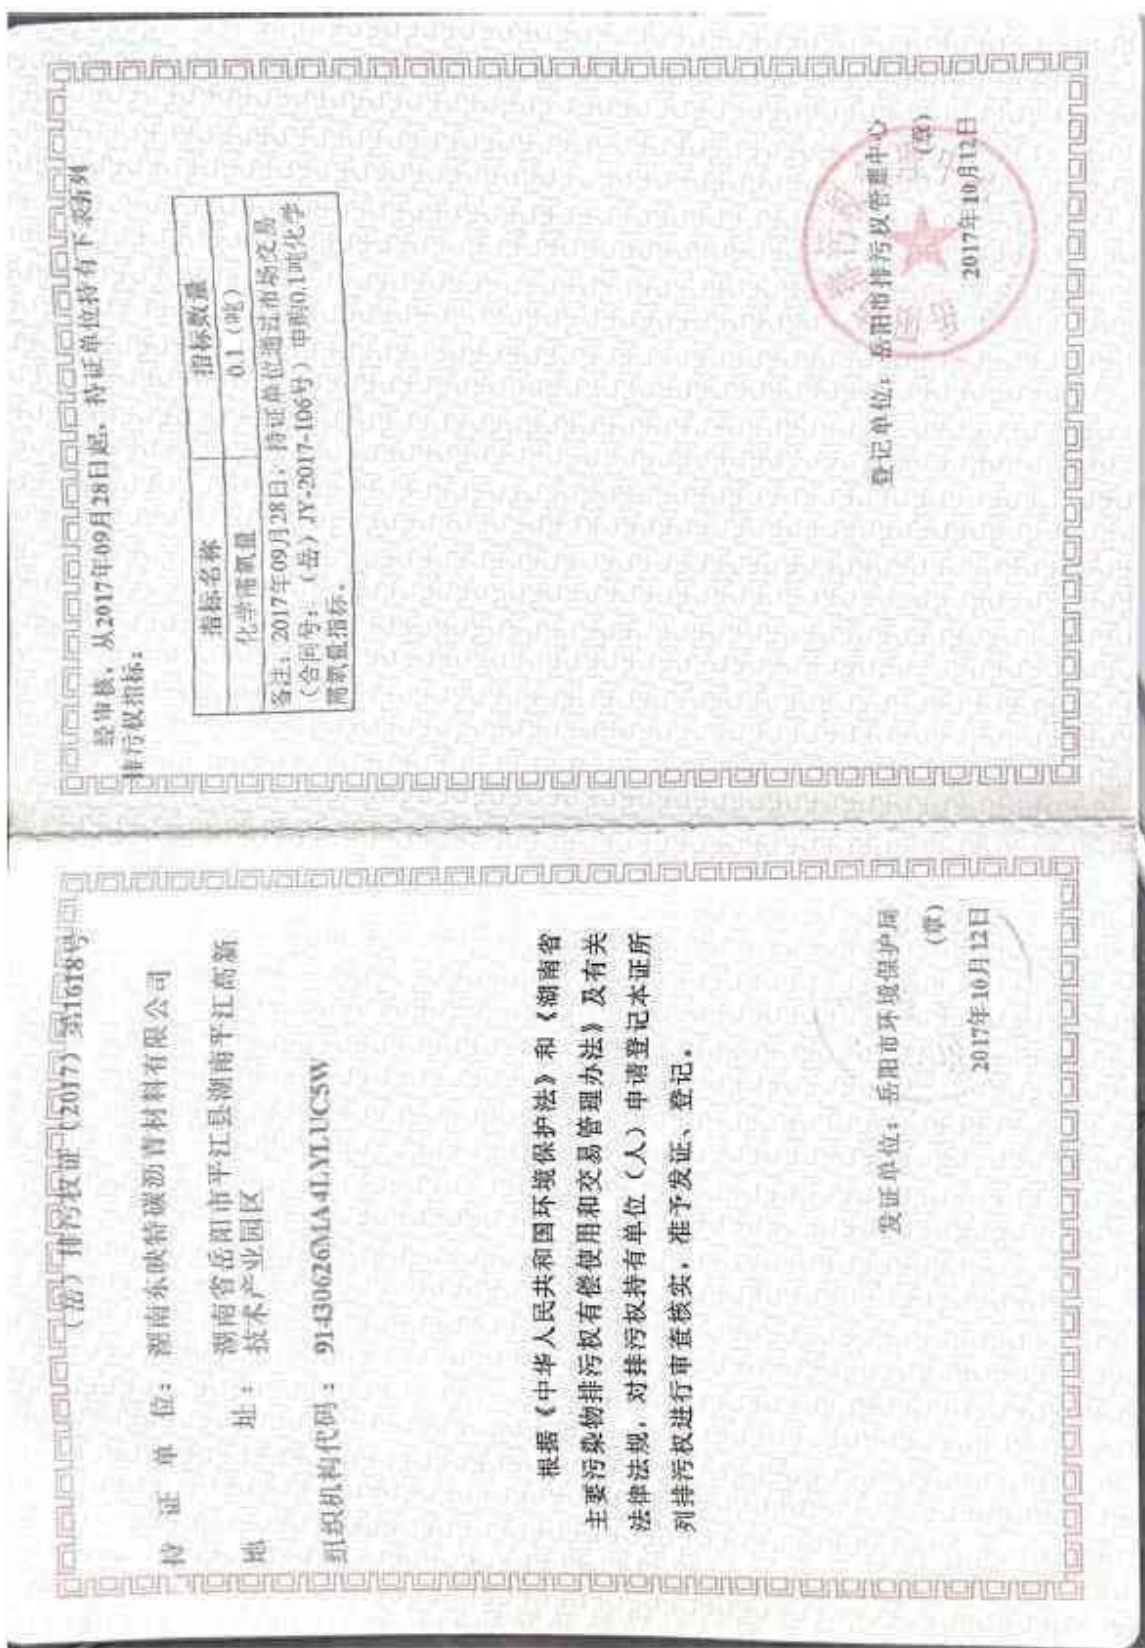 （岳）排污权证（2017）第1618号
持 证 单 位： 湖南东映特碳沥青材料有限公司
地 址： 湖南省岳阳市平江县湖南平江高新
技术产业园区
组织机构代码： 91430626MA4LYLUC5W
根据《中华人民共和国环境保护法》和《湖南省
主要污染物排污权有偿使用和交易管理办法》及有关
法律法规，对排污权持有单位（人）申请登记本证所
列排污权进行审查核实，准予发证、登记。
发证单位：岳阳市环境保护局
（章）
2017年10月12日
经审核，从2017年09月28日起，持证单位持有下表所列
排污权指标：
指标名称 指标数量
化学需氧量 0.1（吨）
备注：2017年09月28日，持证单位通过市场交易
（合同号：（岳）JY-2017-106号）申购0.1吨化学
需氧量指标。
登记单位：岳阳市排污权管理中心
（章）
2017年10月12日